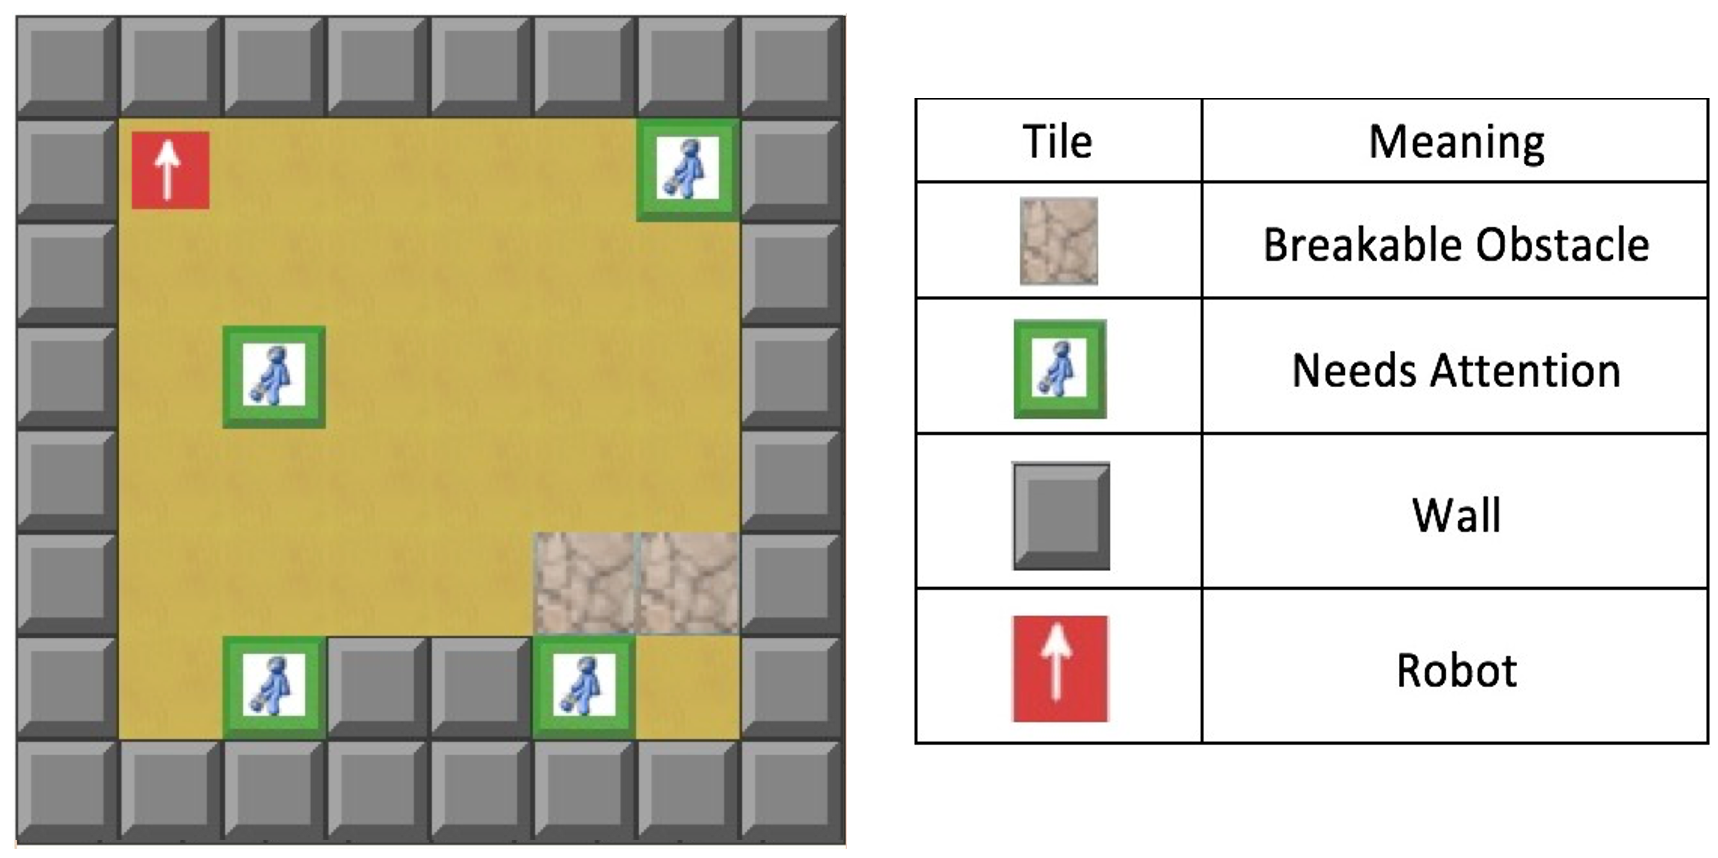 Tile Meaning
Breakable Obstacle
Needs Attention
Wall
Robot